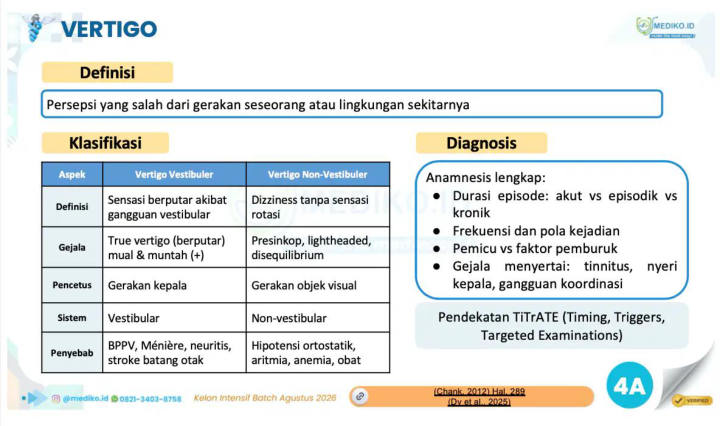 VERTIGO
MEDIKO.ID
Definisi
Persepsi yang salah dari gerakan seseorang atau lingkungan sekitarnya
Klasifikasi
Aspek Vertigo Vestibuler Vertigo Non-Vestibuler
Definisi Sensasi berputar akibat gangguan vestibular Dizziness tanpa sensasi rotasi
Gejala True vertigo (berputar) mual & muntah (+) Presinkop, lightheaded, disequilibrium
Pencetus Gerakan kepala Gerakan objek visual
Sistem Vestibular Non-vestibular
Penyebab BPPV, Ménière, neuritis, stroke batang otak Hipotensi ortostatik, aritmia, anemia, obat
Diagnosis
Anamnesis lengkap:
● Durasi episode: akut vs episodik vs
kronik
● Frekuensi dan pola kejadian
● Pemicu vs faktor pemburuk
● Gejala menyertai: tinnitus, nyeri
kepala, gangguan koordinasi
Pendekatan TiTrATE (Timing, Triggers,
Targeted Examinations)
4A
@mediko.id 0821-3403-8758 Kelon Intensif Batch Agustus 2026
(Chank, 2012) Hal. 289
(Dv et al., 2025)
VERIFIED
MEDIKO.ID